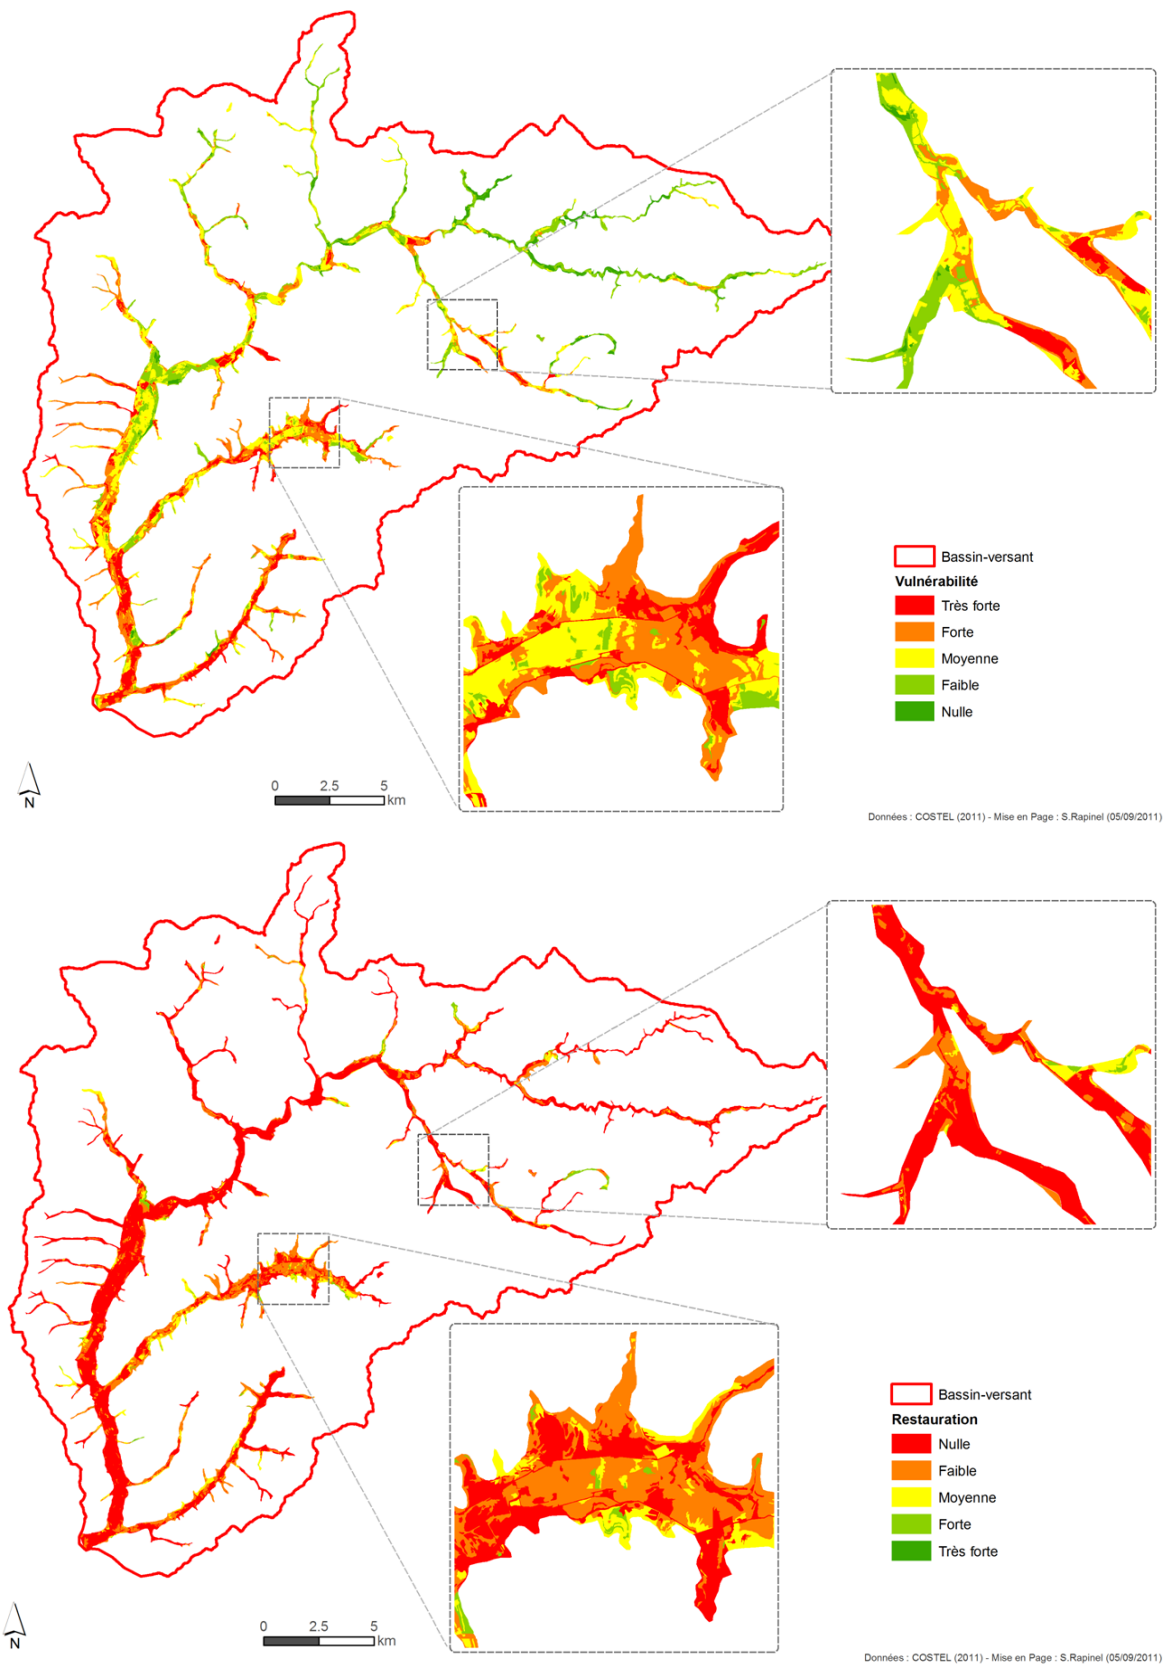 Bassin-versant
Vulnérabilité
Très forte
Forte
Moyenne
Faible
Nulle
N
0 2.5 5
km
Données : COSTEL (2011) - Mise en Page : S.Rapinel (05/09/2011)
Bassin-versant
Restauration
Nulle
Faible
Moyenne
Forte
Très forte
N
0 2.5 5
km
Données : COSTEL (2011) - Mise en Page : S.Rapinel (05/09/2011)